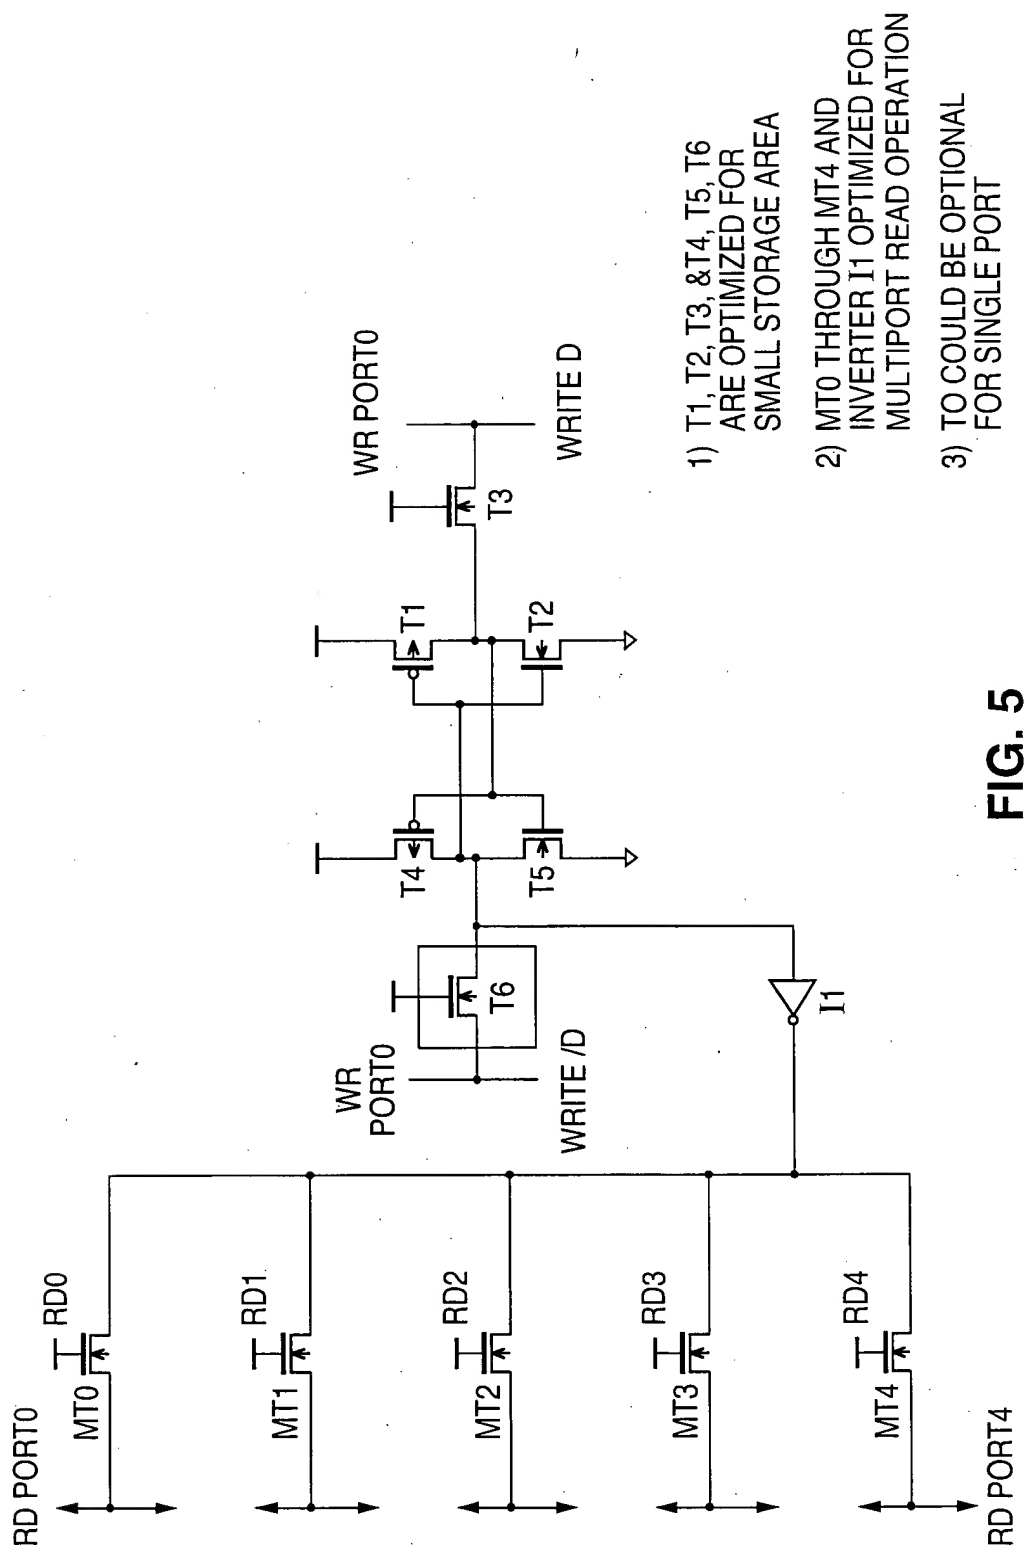 RD PORT0
RD0
MT0
RD1
MT1
RD2
MT2
RD3
MT3
RD4
MT4
RD PORT4
WR
PORT0
T6
WRITE /D
I1
T4
T5
T1
T2
WR PORT0
T3
WRITE D
1) T1, T2, T3, &T4, T5, T6
ARE OPTIMIZED FOR
SMALL STORAGE AREA
2) MT0 THROUGH MT4 AND
INVERTER I1 OPTIMIZED FOR
MULTIPORT READ OPERATION
3) TO COULD BE OPTIONAL
FOR SINGLE PORT
FIG. 5